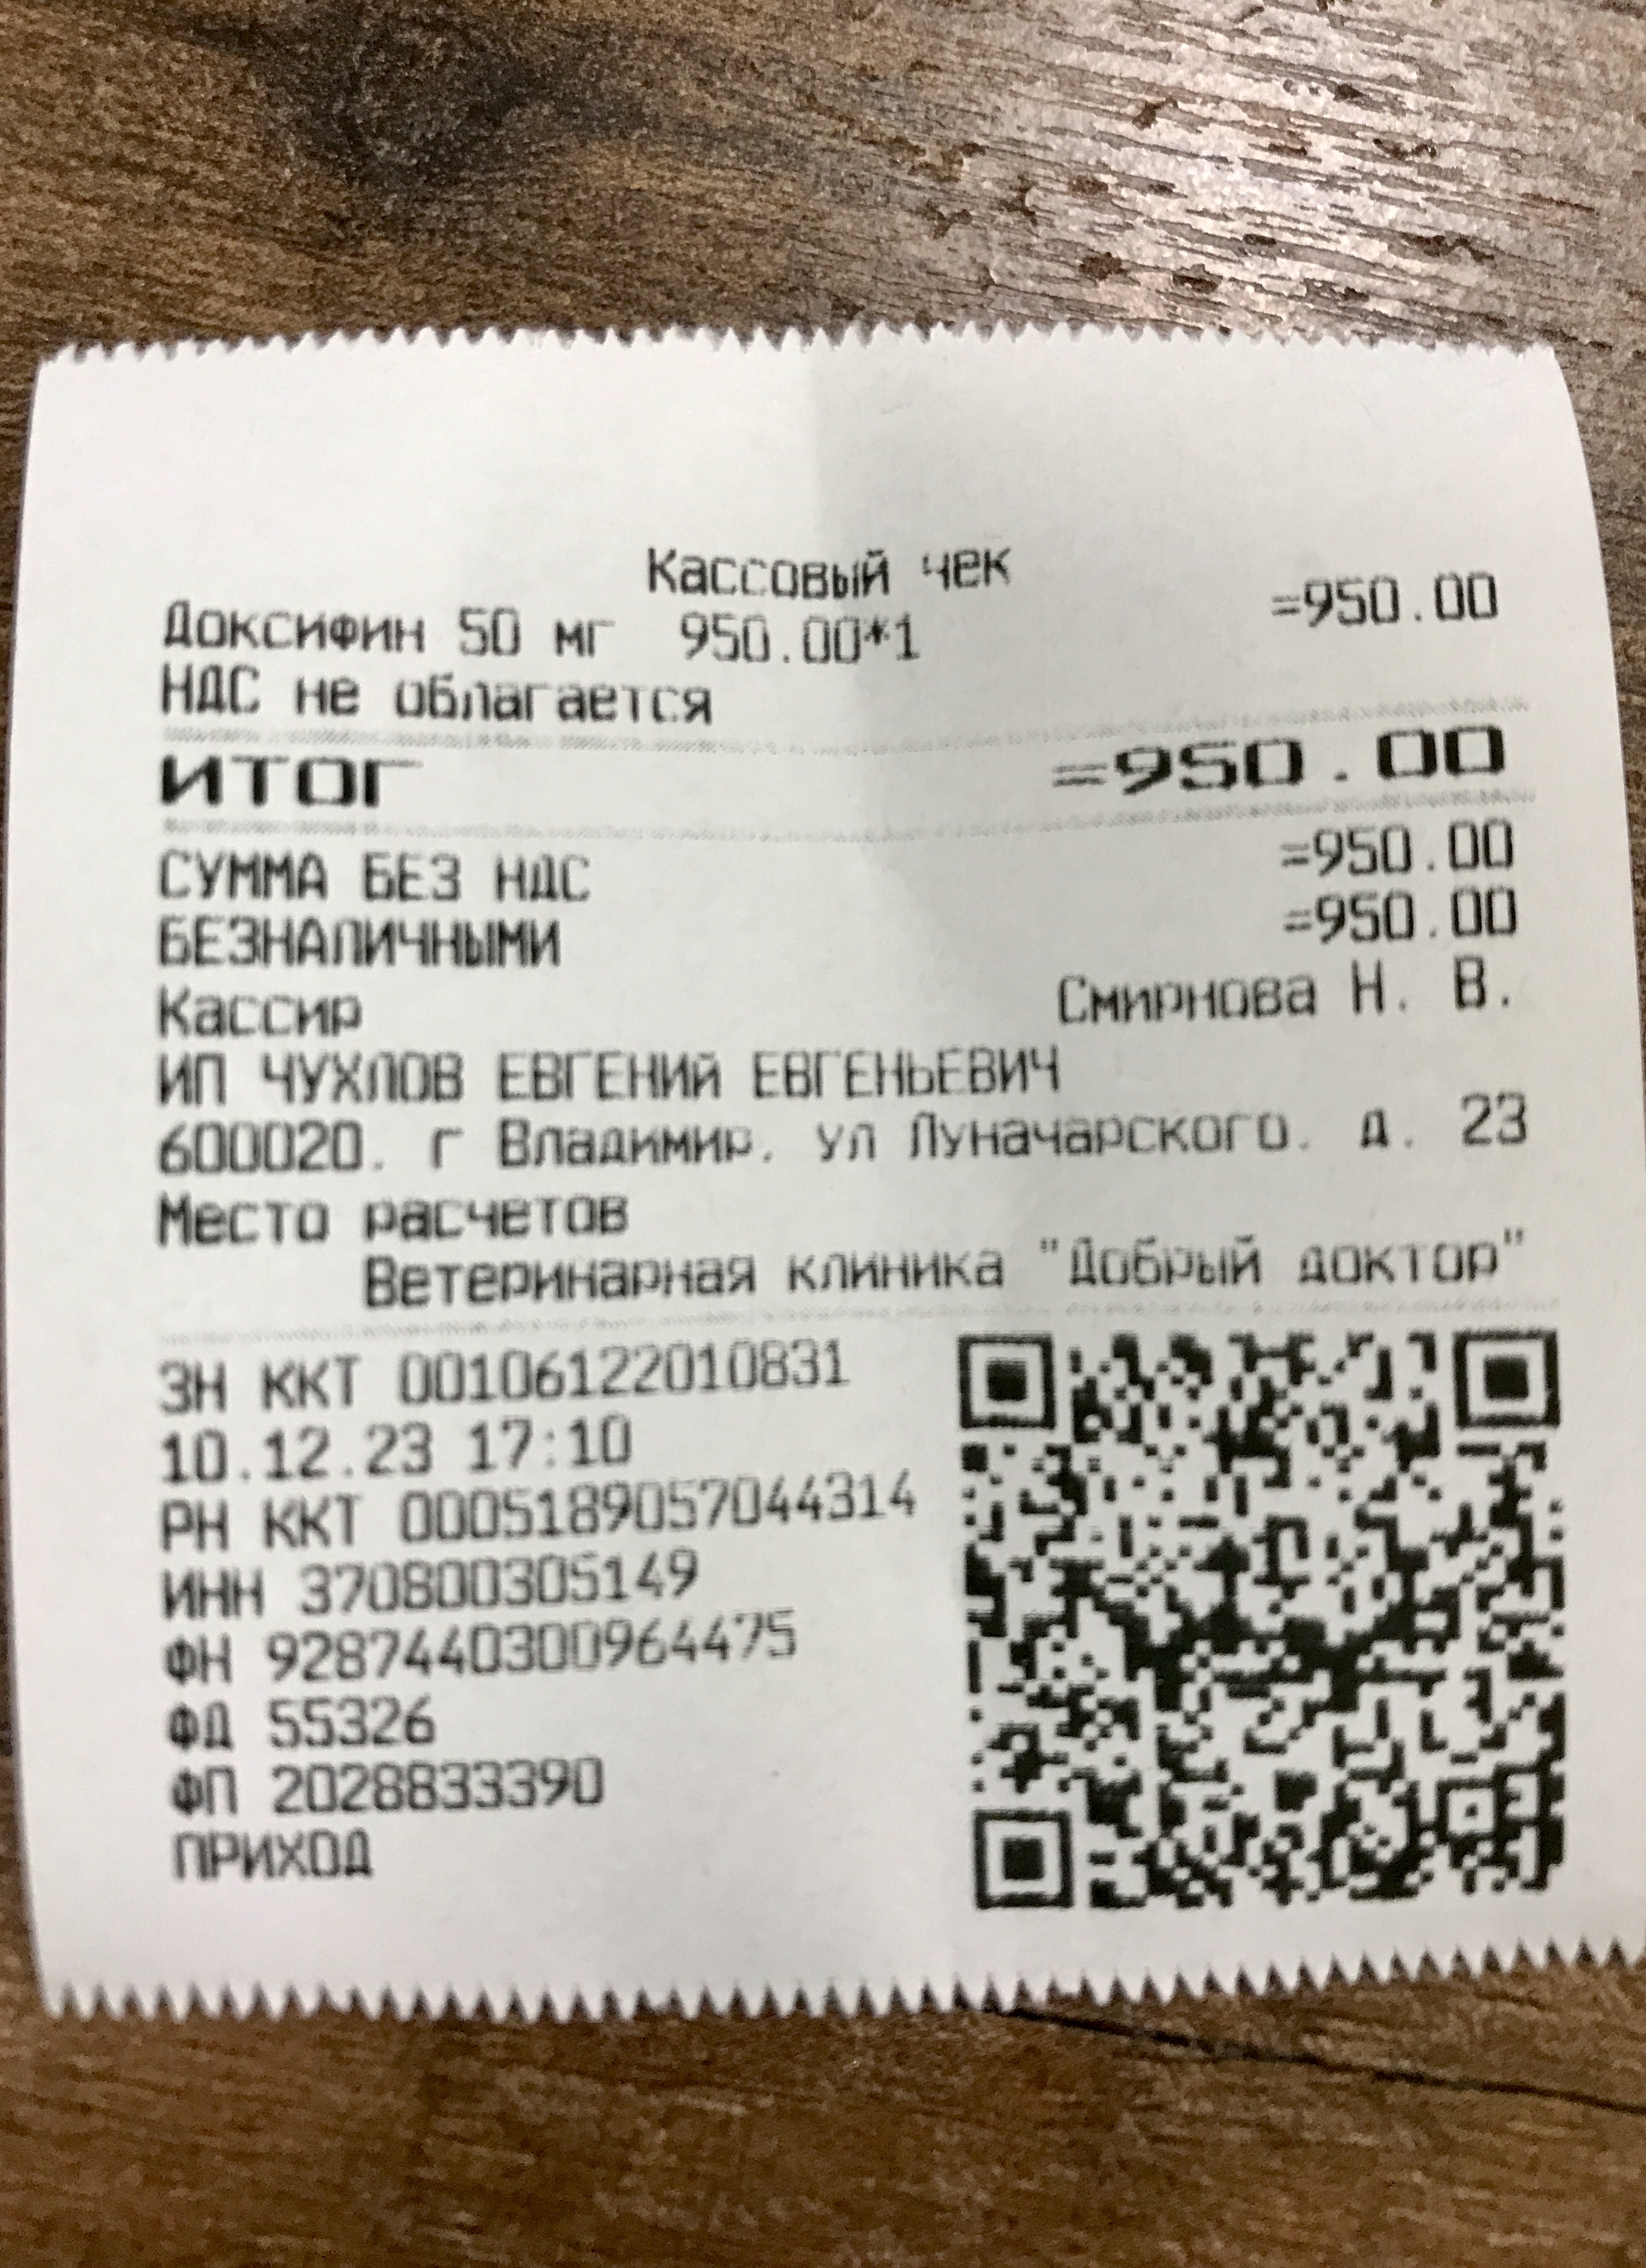 Кассовый чек
Доксифин 50 мг 950.00*1 =950.00
НДС не облагается
ИТОГ =950.00
СУММА БЕЗ НДС =950.00
БЕЗНАЛИЧНЫМИ =950.00
Кассир Смирнова Н. В.
ИП ЧУХЛОВ ЕВГЕНИЙ ЕВГЕНЬЕВИЧ
600020. г Владимир. ул Луначарского. д. 23
Место расчетов
Ветеринарная клиника "Добрый доктор"
ЗН ККТ 00106122010831
10.12.23 17:10
РН ККТ 0005189057044314
ИНН 370800305149
ФН 9287440300964475
ФД 55326
ФП 2028833390
ПРИХОД